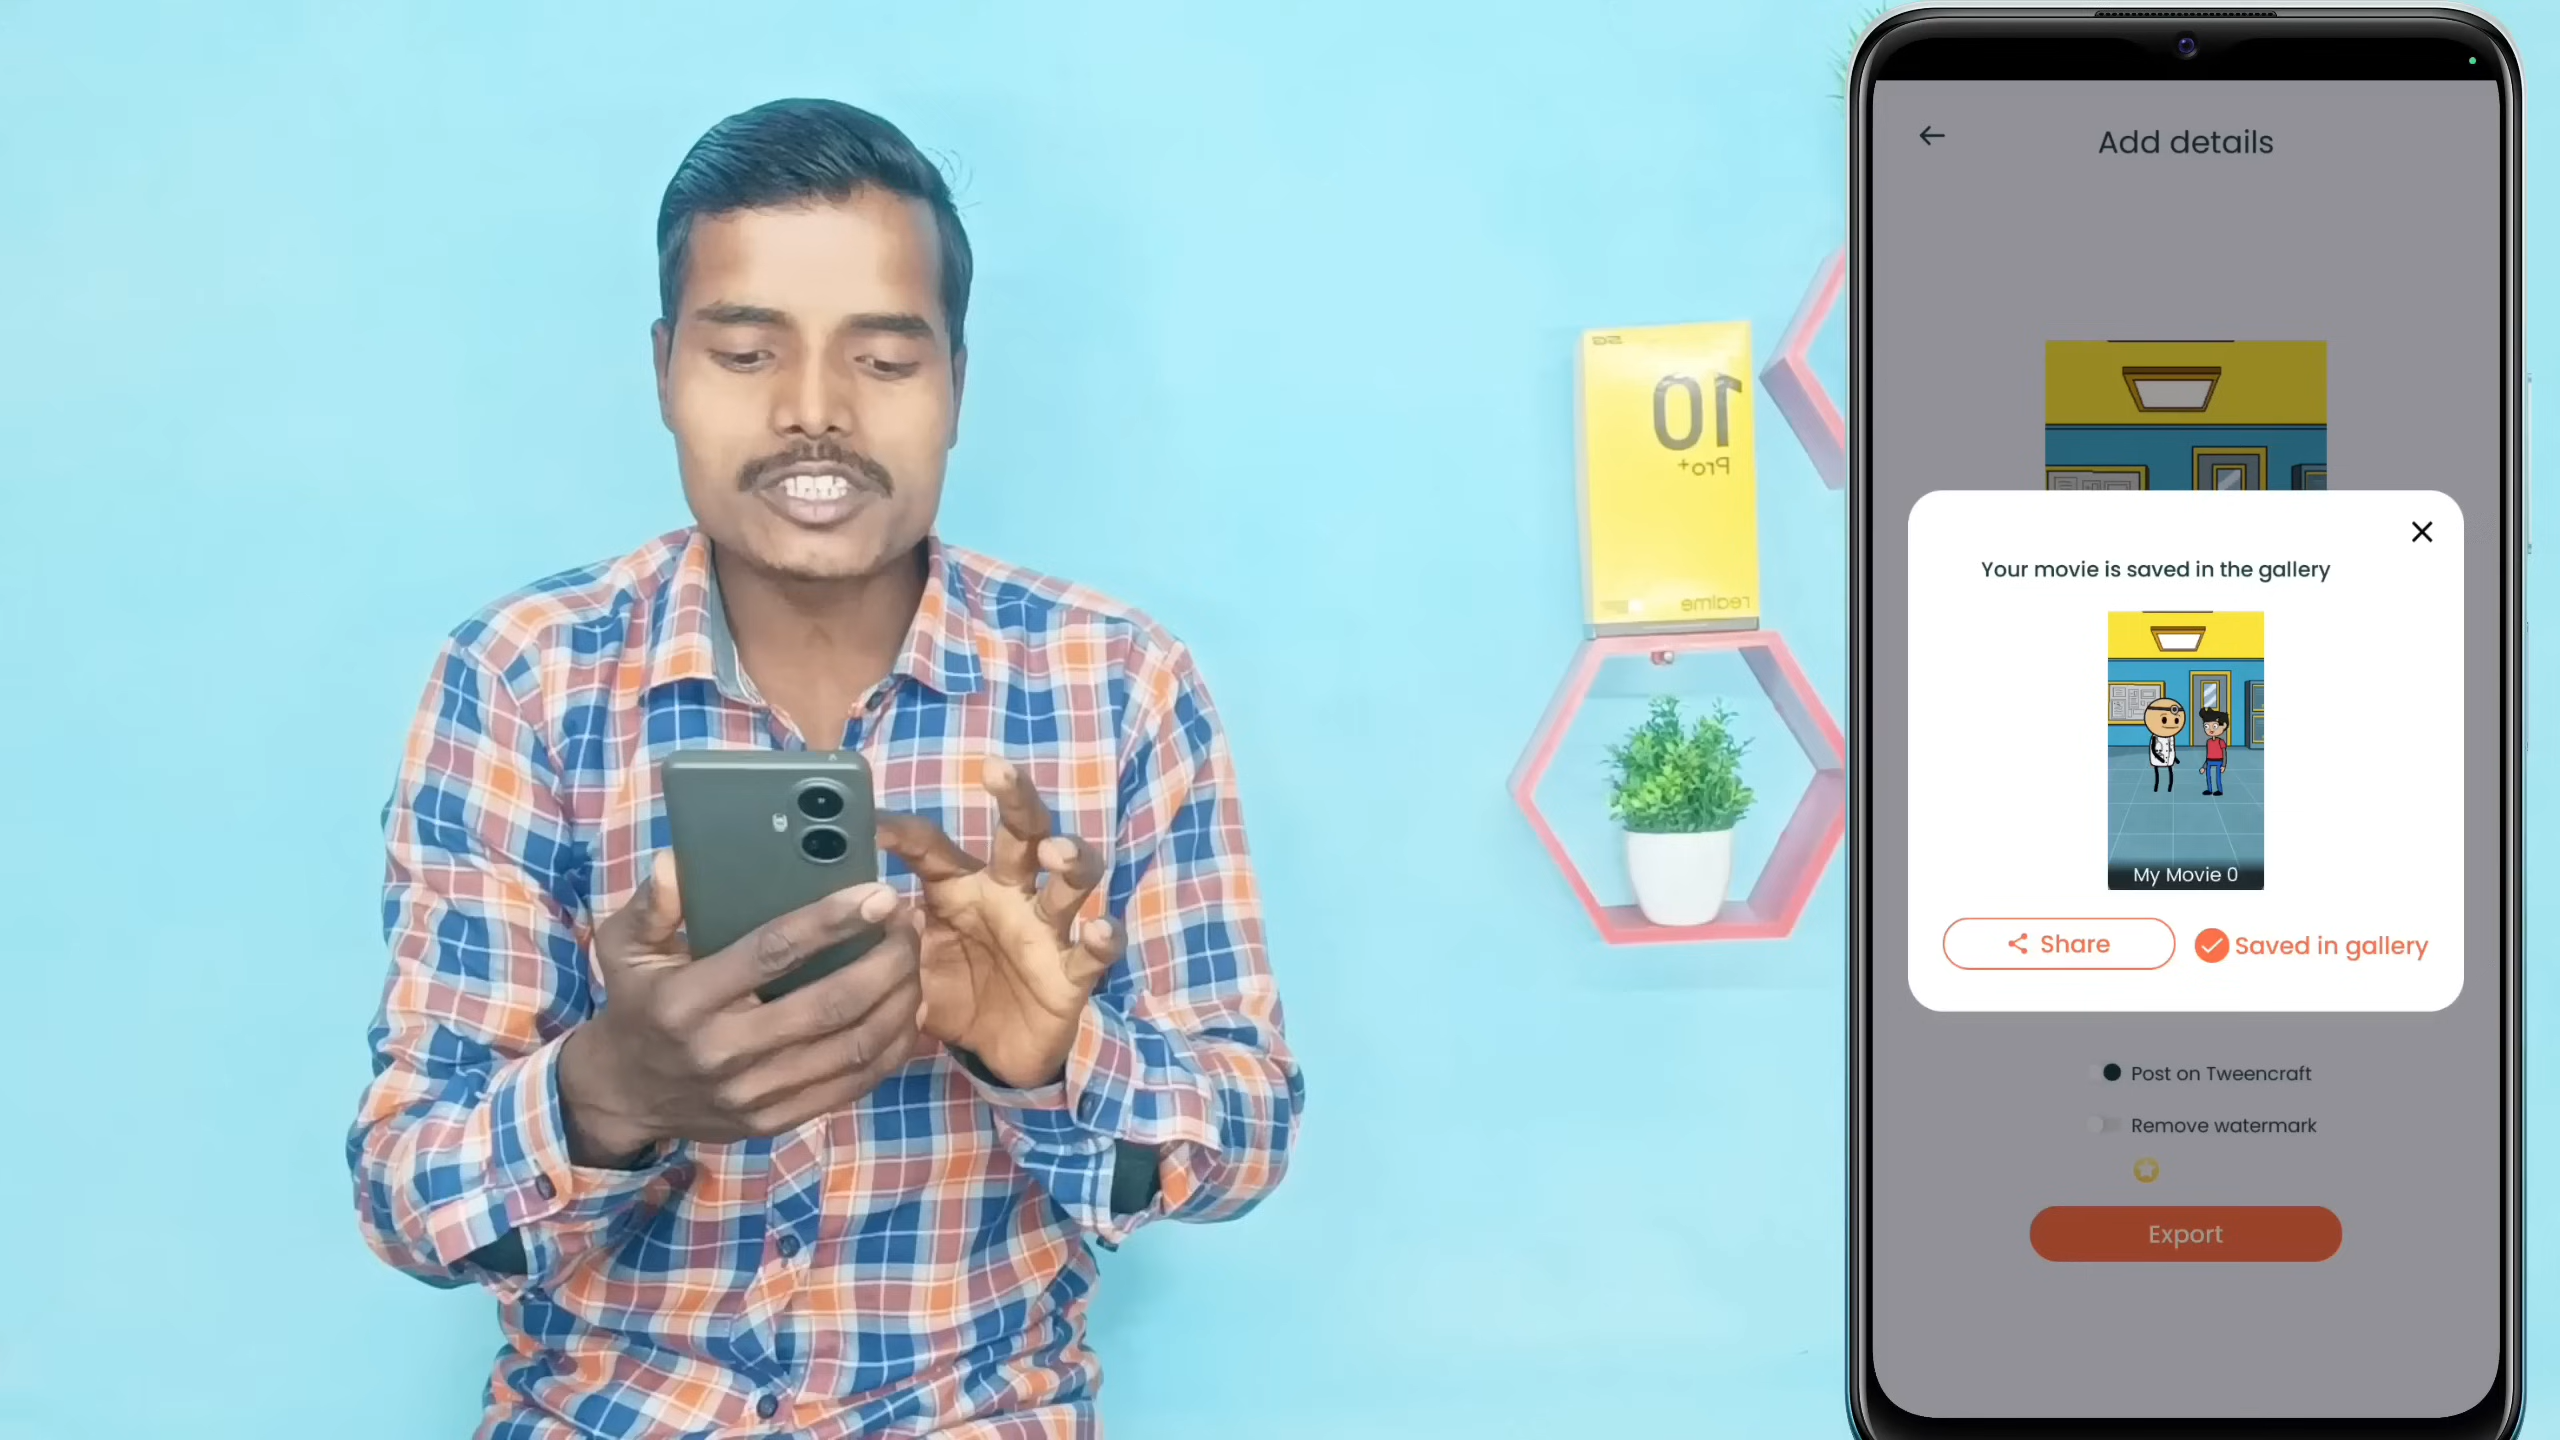 5G
10
Pro+
realme
Add details
Your movie is saved in the gallery
My Movie 0
Share
Saved in gallery
Post on Tweencraft
Remove watermark
Export